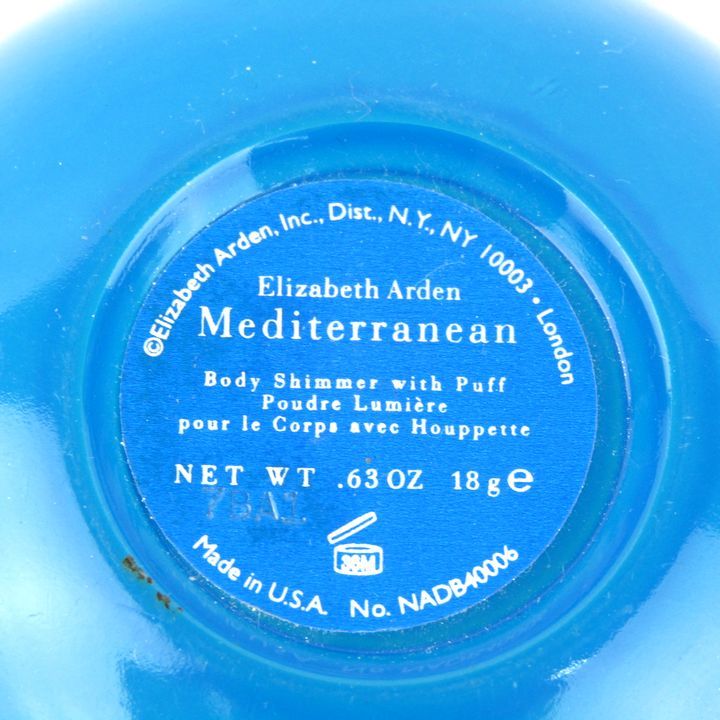 ©Elizabeth Arden, Inc., Dist., N.Y., NY 10003 • London
Elizabeth Arden
Mediterranean
Body Shimmer with Puff
Poudre Lumière
pour le Corps avec Houppette
NET WT .63 OZ 18 g e
7BA1
36M
Made in U.S.A. No. NADB40006